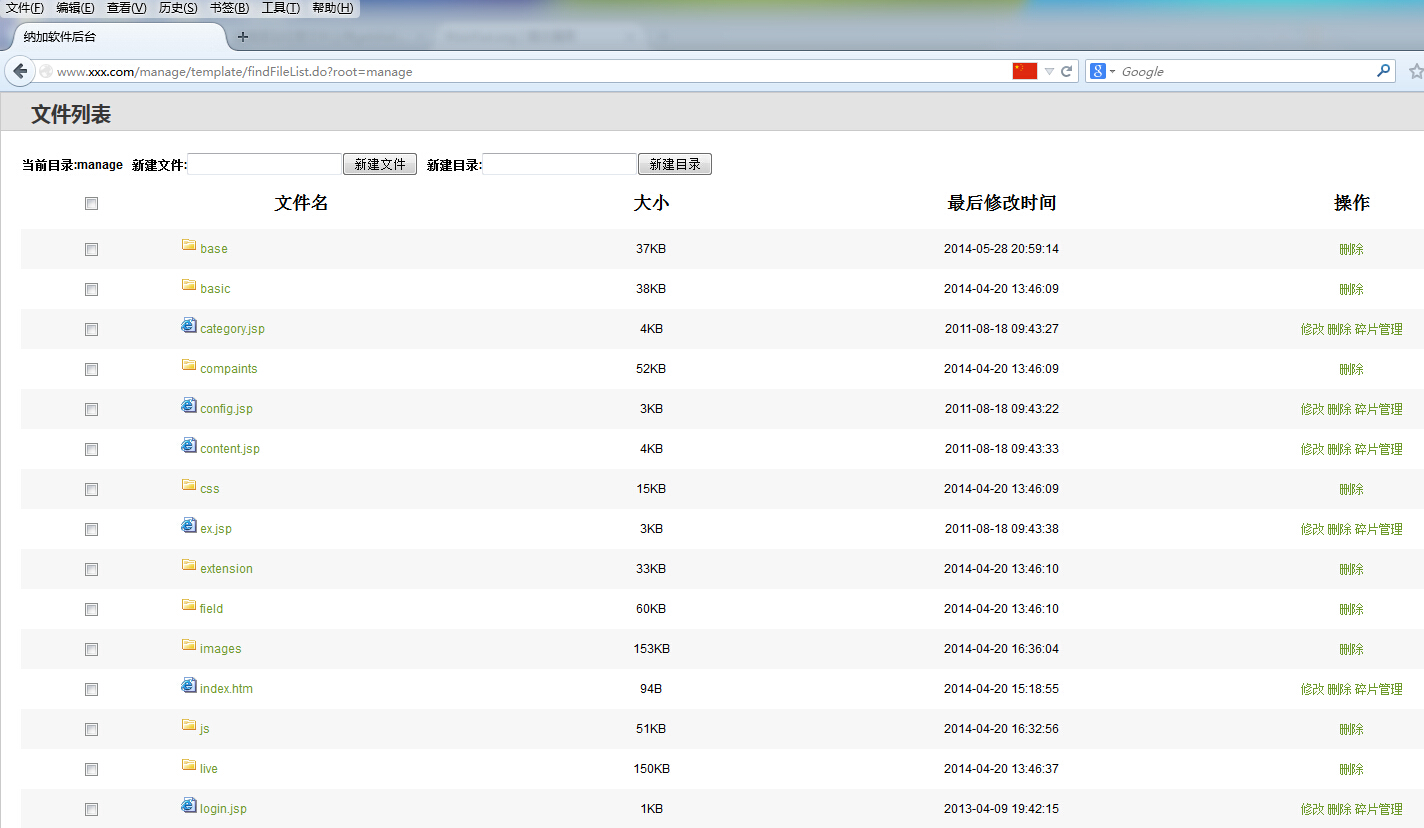 文件(F) 编辑(E) 查看(V) 历史(S) 书签(B) 工具(T) 帮助(H)
纳加软件后台
www.xxx.com/manage/template/findFileList.do?root=manage
Google
文件列表
当前目录:manage 新建文件: 新建文件 新建目录: 新建目录
文件名 大小 最后修改时间 操作
base 37KB 2014-05-28 20:59:14 删除
basic 38KB 2014-04-20 13:46:09 删除
category.jsp 4KB 2011-08-18 09:43:27 修改 删除 碎片管理
compaints 52KB 2014-04-20 13:46:09 删除
config.jsp 3KB 2011-08-18 09:43:22 修改 删除 碎片管理
content.jsp 4KB 2011-08-18 09:43:33 修改 删除 碎片管理
css 15KB 2014-04-20 13:46:09 删除
ex.jsp 3KB 2011-08-18 09:43:38 修改 删除 碎片管理
extension 33KB 2014-04-20 13:46:10 删除
field 60KB 2014-04-20 13:46:10 删除
images 153KB 2014-04-20 16:36:04 删除
index.htm 94B 2014-04-20 15:18:55 修改 删除 碎片管理
js 51KB 2014-04-20 16:32:56 删除
live 150KB 2014-04-20 13:46:37 删除
login.jsp 1KB 2013-04-09 19:42:15 修改 删除 碎片管理